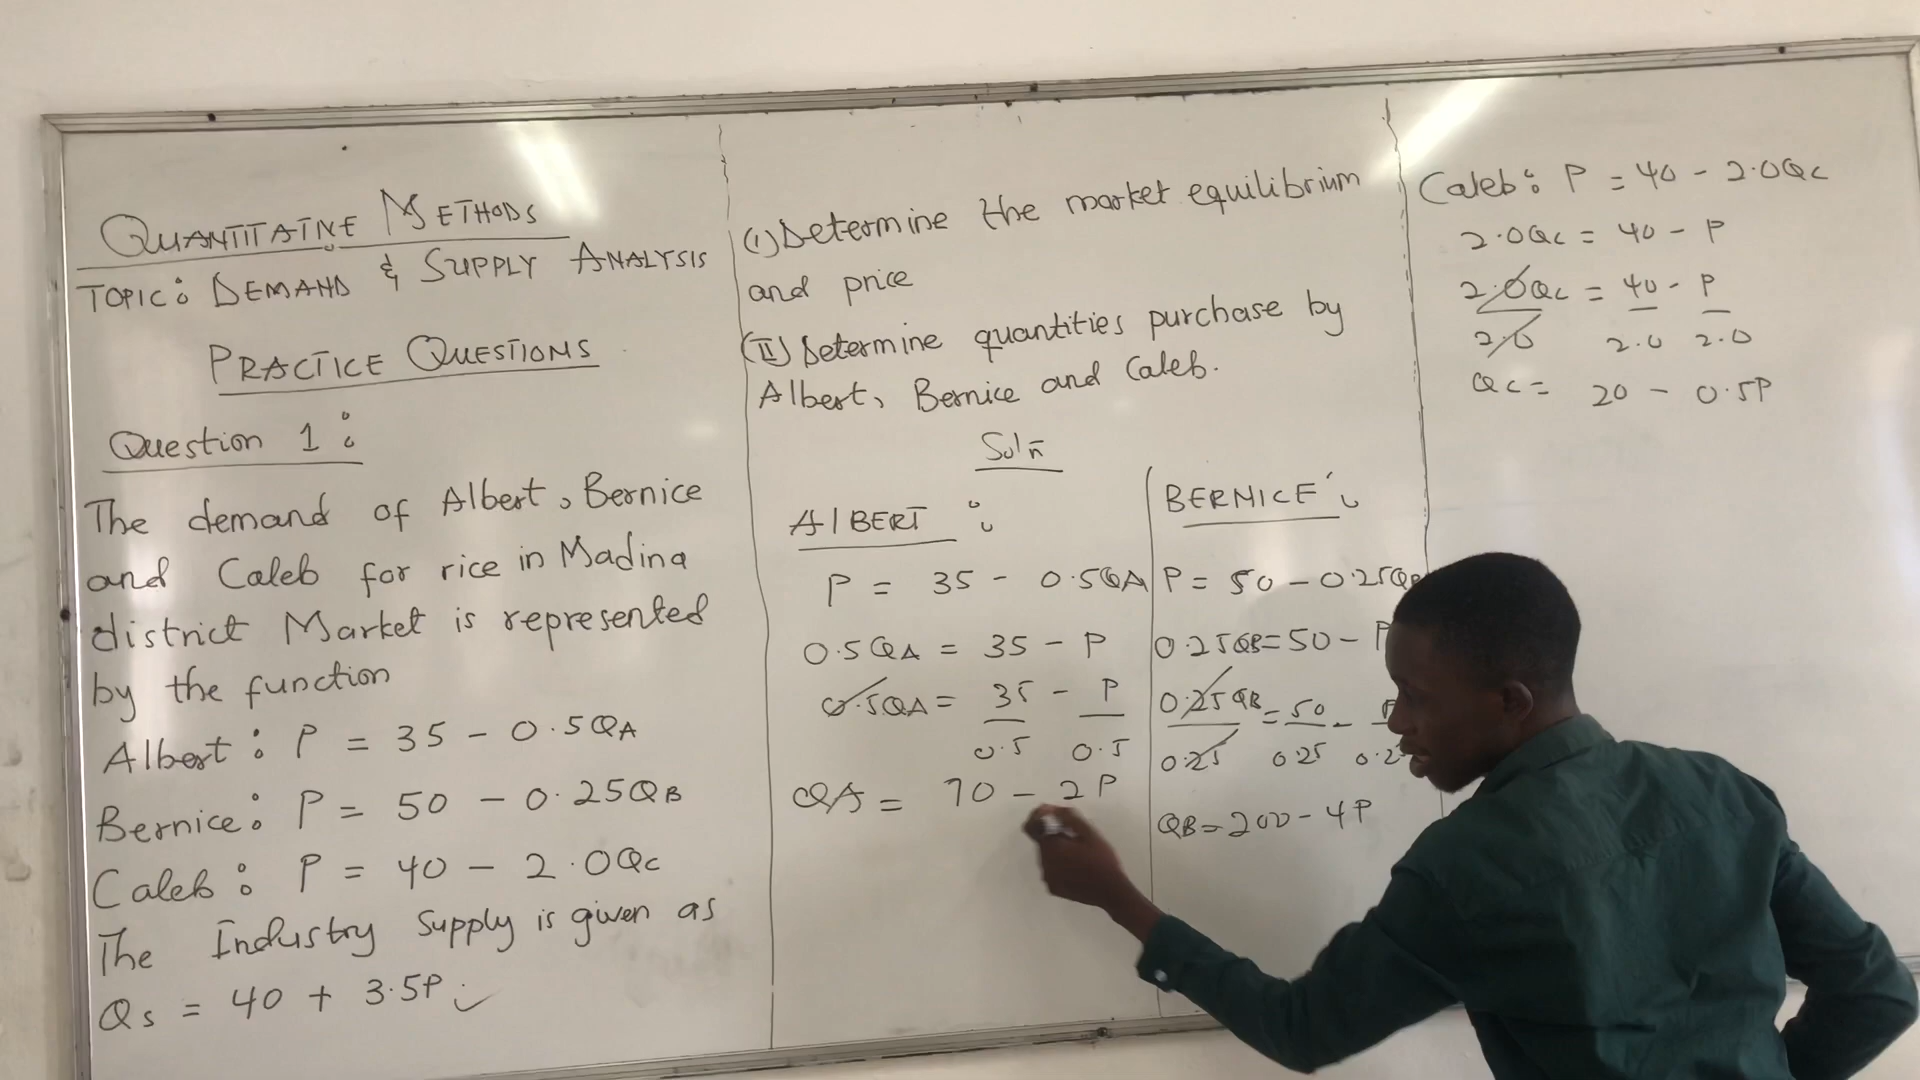 QUANTITATIVE METHODS
TOPIC: DEMAND & SUPPLY ANALYSIS
PRACTICE QUESTIONS
Question 1:
The demand of Albert, Bernice
and Caleb for rice in Madina
district Market is represented
by the function
Albert: P = 35 - 0.5QA
Bernice: P = 50 - 0.25QB
Caleb: P = 40 - 2.0Qc
The Industry Supply is given as
Qs = 40 + 3.5P
(I) Determine the market equilibrium
and price
(II) Determine quantities purchase by
Albert, Bernice and Caleb.
Soln
AlBERT:
P = 35 - 0.5QA
0.5QA = 35 - P
0.5QA = 35 - P
0.5 0.5
QA = 70 - 2P
BERNICE:
P = 50 - 0.25QB
0.25QB = 50 - P
0.25QB = 50 - P
0.25 0.25 0.25
QB = 200 - 4P
Caleb: P = 40 - 2.0Qc
2.0Qc = 40 - P
2.0Qc = 40 - P
2.0 2.0 2.0
Qc = 20 - 0.5P